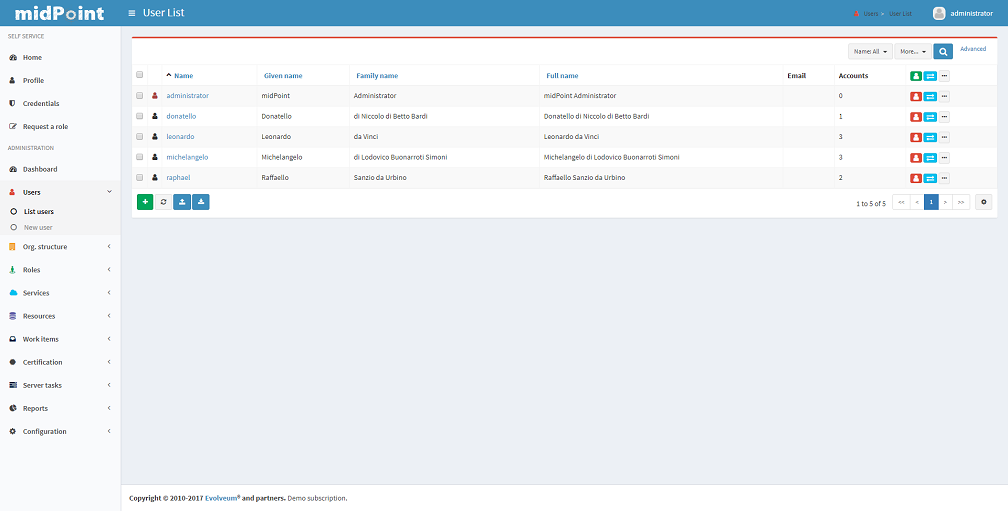 midPoint
User List
Users
User List
administrator
SELF SERVICE
Home
Profile
Credentials
Request a role
ADMINISTRATION
Dashboard
Users
List users
New user
Org. structure
Roles
Services
Resources
Work items
Certification
Server tasks
Reports
Configuration
Name: All
More...
Advanced
Name Given name Family name Full name Email Accounts
administrator midPoint Administrator midPoint Administrator 0
donatello Donatello di Niccolo di Betto Bardi Donatello di Niccolo di Betto Bardi 1
leonardo Leonardo da Vinci Leonardo da Vinci 3
michelangelo Michelangelo di Lodovico Buonarroti Simoni Michelangelo di Lodovico Buonarroti Simoni 3
raphael Raffaello Sanzio da Urbino Raffaello Sanzio da Urbino 2
1 to 5 of 5 << < 1 > >>
Copyright © 2010-2017 Evolveum® and partners. Demo subscription.